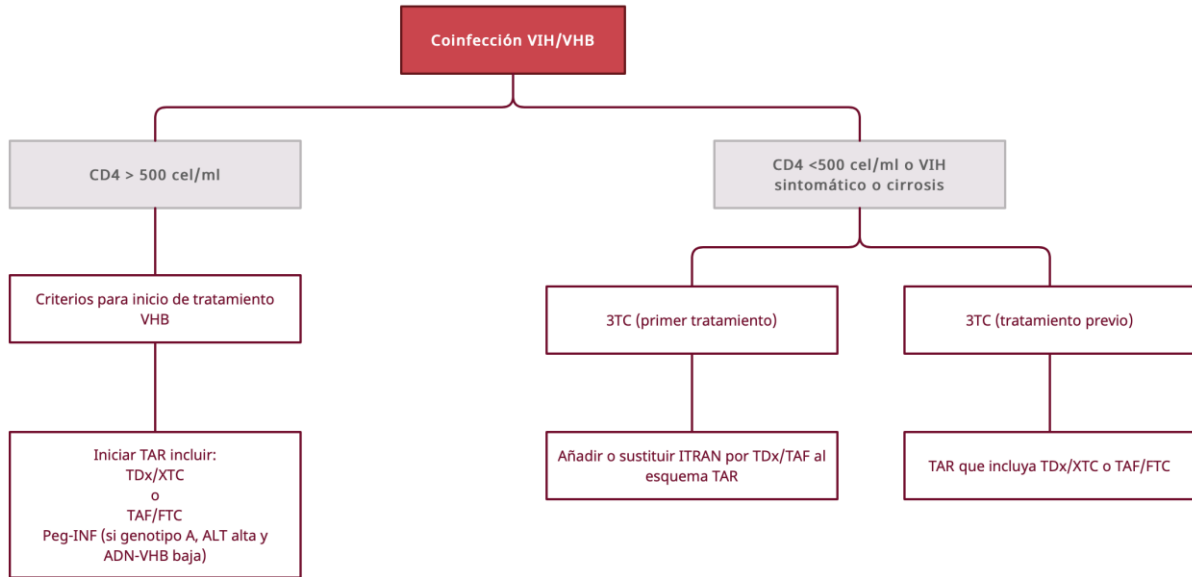 Coinfección VIH/VHB
CD4 > 500 cel/ml
CD4 <500 cel/ml o VIH
sintomático o cirrosis
Criterios para inicio de tratamiento
VHB
3TC (primer tratamiento)
3TC (tratamiento previo)
Iniciar TAR incluir:
TDx/XTC
o
TAF/FTC
Peg-INF (si genotipo A, ALT alta y
ADN-VHB baja)
Añadir o sustituir ITRAN por TDx/TAF al
esquema TAR
TAR que incluya TDx/XTC o TAF/FTC